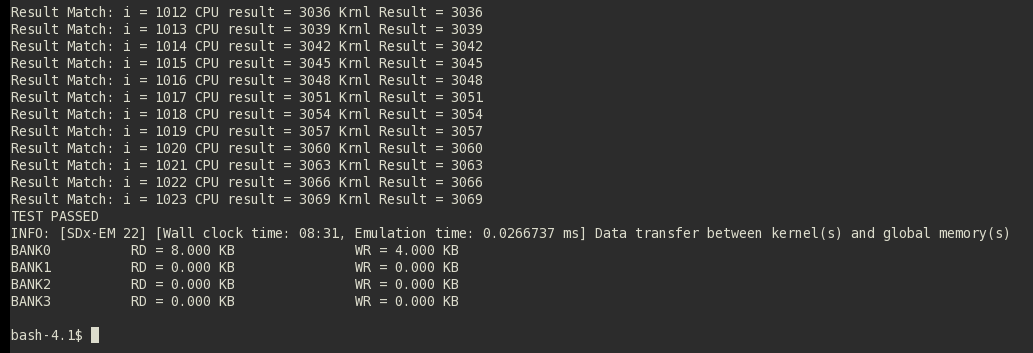 Result Match: i = 1012 CPU result = 3036 Krnl Result = 3036
Result Match: i = 1013 CPU result = 3039 Krnl Result = 3039
Result Match: i = 1014 CPU result = 3042 Krnl Result = 3042
Result Match: i = 1015 CPU result = 3045 Krnl Result = 3045
Result Match: i = 1016 CPU result = 3048 Krnl Result = 3048
Result Match: i = 1017 CPU result = 3051 Krnl Result = 3051
Result Match: i = 1018 CPU result = 3054 Krnl Result = 3054
Result Match: i = 1019 CPU result = 3057 Krnl Result = 3057
Result Match: i = 1020 CPU result = 3060 Krnl Result = 3060
Result Match: i = 1021 CPU result = 3063 Krnl Result = 3063
Result Match: i = 1022 CPU result = 3066 Krnl Result = 3066
Result Match: i = 1023 CPU result = 3069 Krnl Result = 3069
TEST PASSED
INFO: [SDx-EM 22] [Wall clock time: 08:31, Emulation time: 0.0266737 ms] Data transfer between kernel(s) and global memory(s)
BANK0          RD = 8.000 KB               WR = 4.000 KB
BANK1          RD = 0.000 KB               WR = 0.000 KB
BANK2          RD = 0.000 KB               WR = 0.000 KB
BANK3          RD = 0.000 KB               WR = 0.000 KB
bash-4.1$